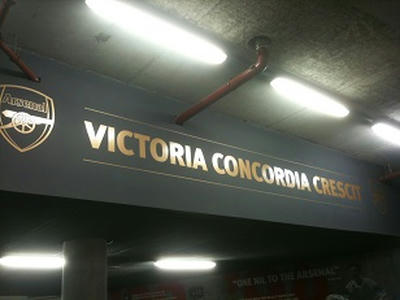 Arsenal
VICTORIA CONCORDIA CRESCIT
"ONE NIL TO THE ARSENAL"